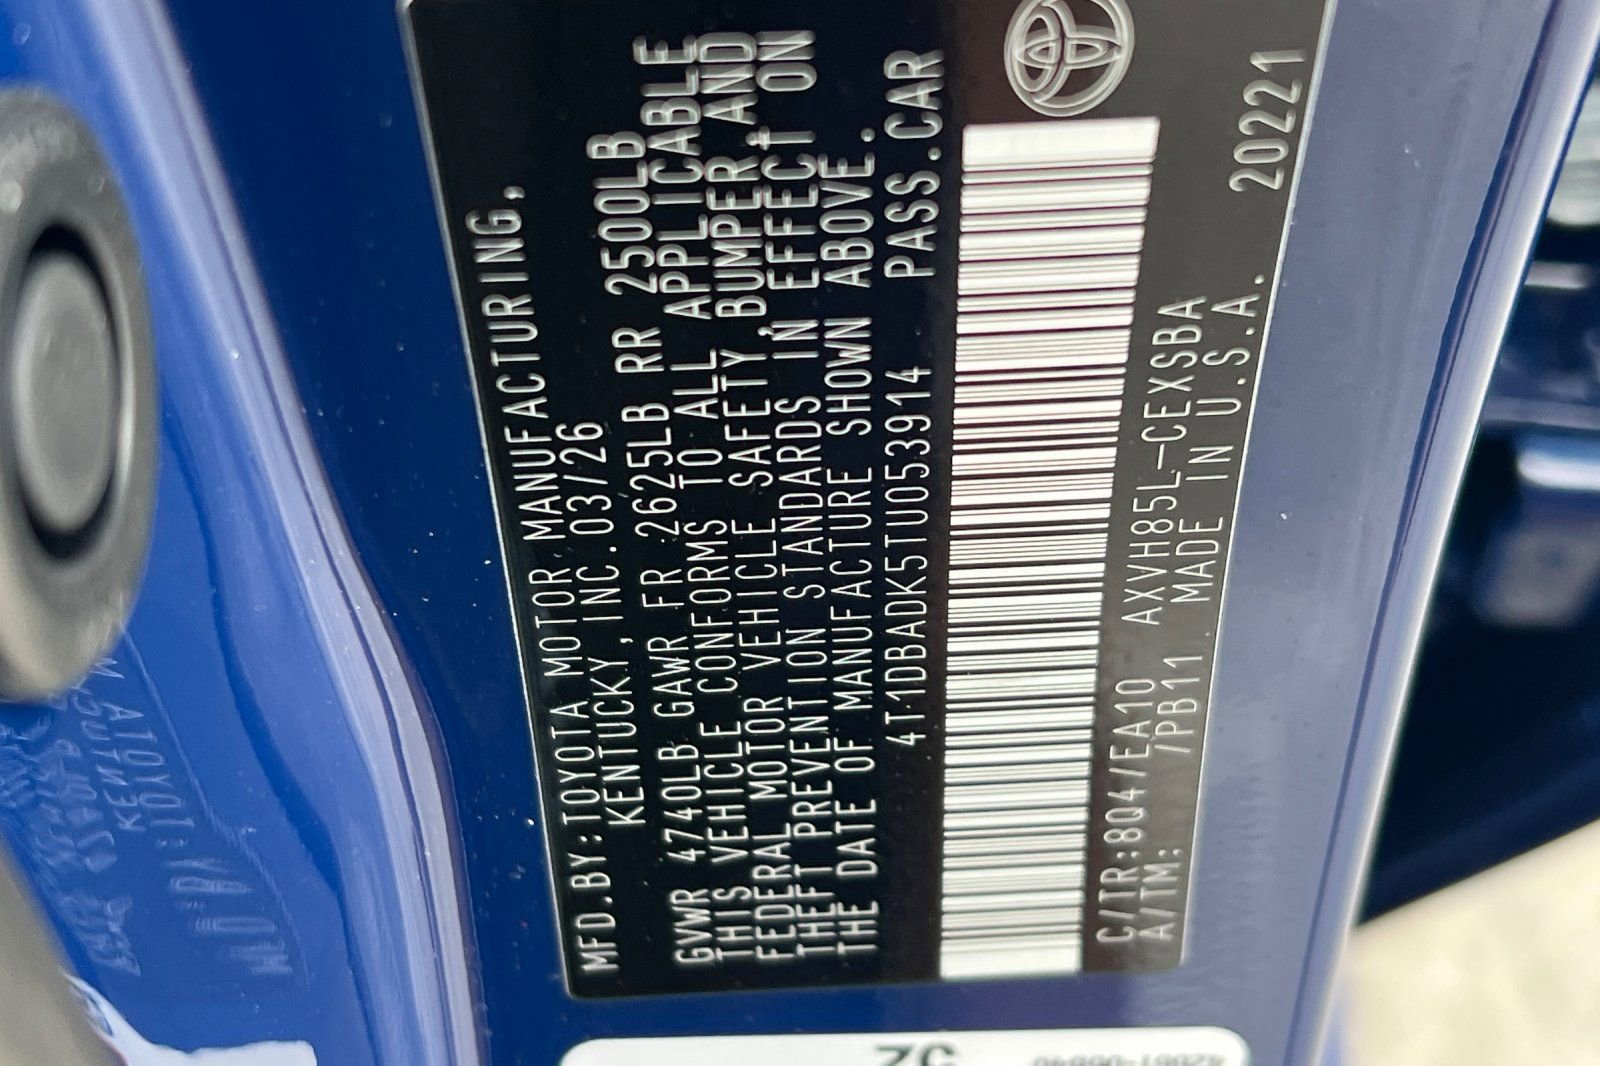 MFD.BY:TOYOTA MOTOR MANUFACTURING,
KENTUCKY,INC.03/26
GVWR 4740LB GAWR FR 2625LB RR 2500LB
THIS VEHICLE CONFORMS TO ALL APPLICABLE
FEDERAL MOTOR VEHICLE SAFETY,BUMPER,AND
THEFT PREVENTION STANDARDS IN EFFECT ON
THE DATE OF MANUFACTURE SHOWN ABOVE.
4T1DBADK5TU053914 PASS.CAR
C/TR:8Q4/EA10 AXVH85L-CEXSBA
A/TM: /PB11 MADE IN U.S.A. 20221